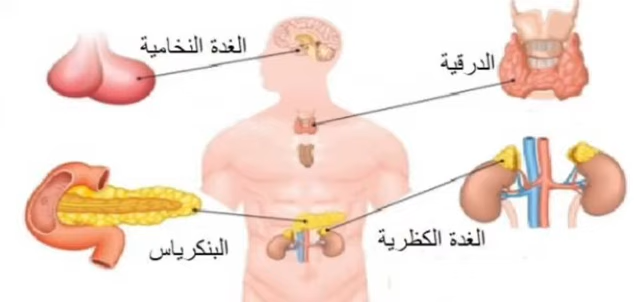 الغدة النخامية
الدرقية
الغدة الكظرية
البنكرياس